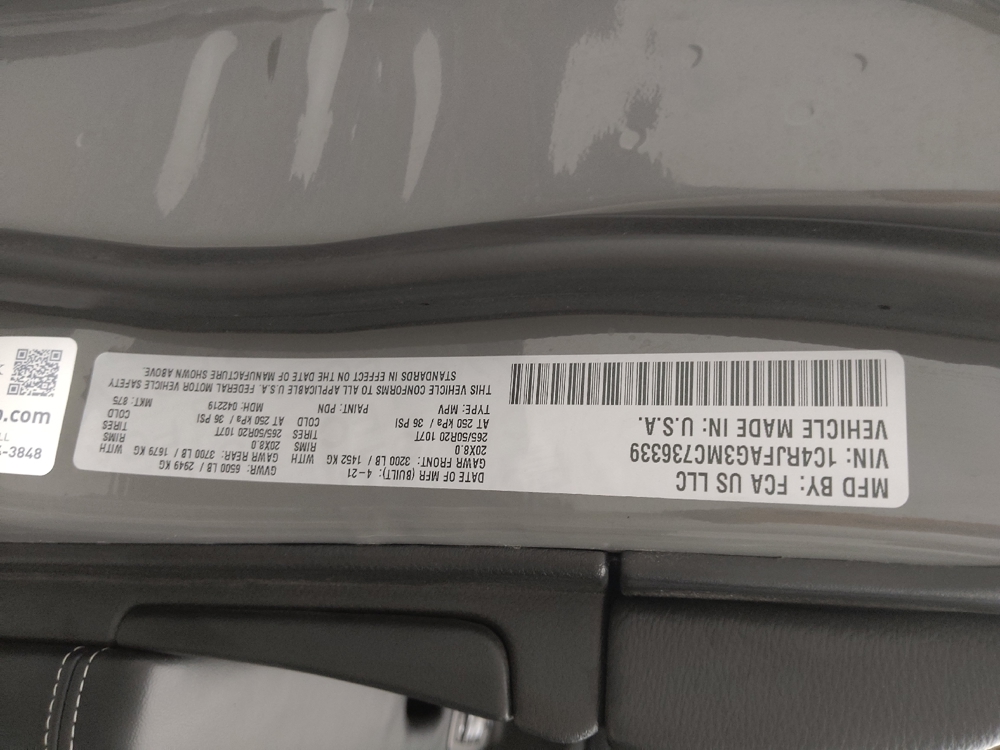 MFD BY: FCA US LLC
VIN: 1C4RJFAG3MC736339
VEHICLE MADE IN: U.S.A.
DATE OF MFR (BUILT): 4-21 GVWR: 6500 LB / 2949 KG
GAWR FRONT: 3200 LB / 1452 KG WITH GAWR REAR: 3700 LB / 1679 KG WITH
20X8.0 RIMS 20X8.0 RIMS
265/50R20 107T TIRES 265/50R20 107T TIRES
AT 250 kPa / 36 PSI COLD AT 250 kPa / 36 PSI COLD
TYPE: MPV PAINT: PDN MDH: 042219 MKT: 875
THIS VEHICLE CONFORMS TO ALL APPLICABLE U.S.A. FEDERAL MOTOR VEHICLE SAFETY
STANDARDS IN EFFECT ON THE DATE OF MANUFACTURE SHOWN ABOVE.
-3848
.com